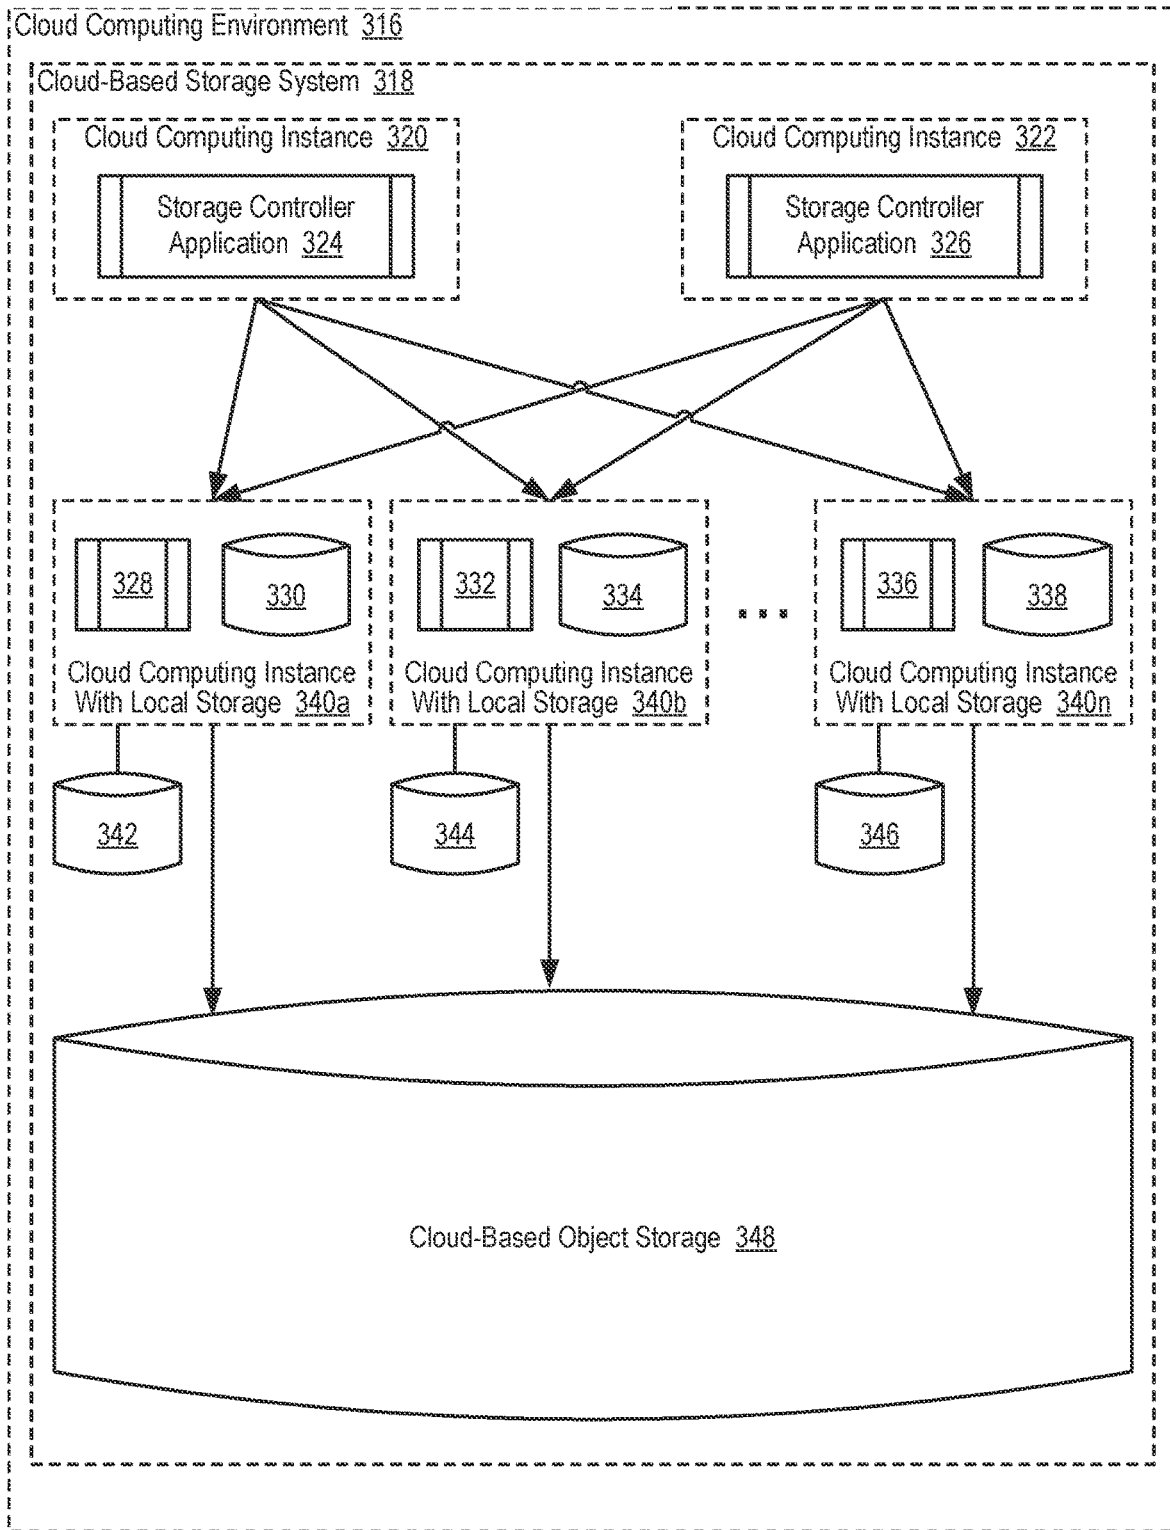 Cloud Computing Environment 316
Cloud-Based Storage System 318
Cloud Computing Instance 320
Storage Controller
Application 324
Cloud Computing Instance 322
Storage Controller
Application 326
328
330
Cloud Computing Instance
With Local Storage 340a
332
334
Cloud Computing Instance
With Local Storage 340b
...
336
338
Cloud Computing Instance
With Local Storage 340n
342
344
346
Cloud-Based Object Storage 348